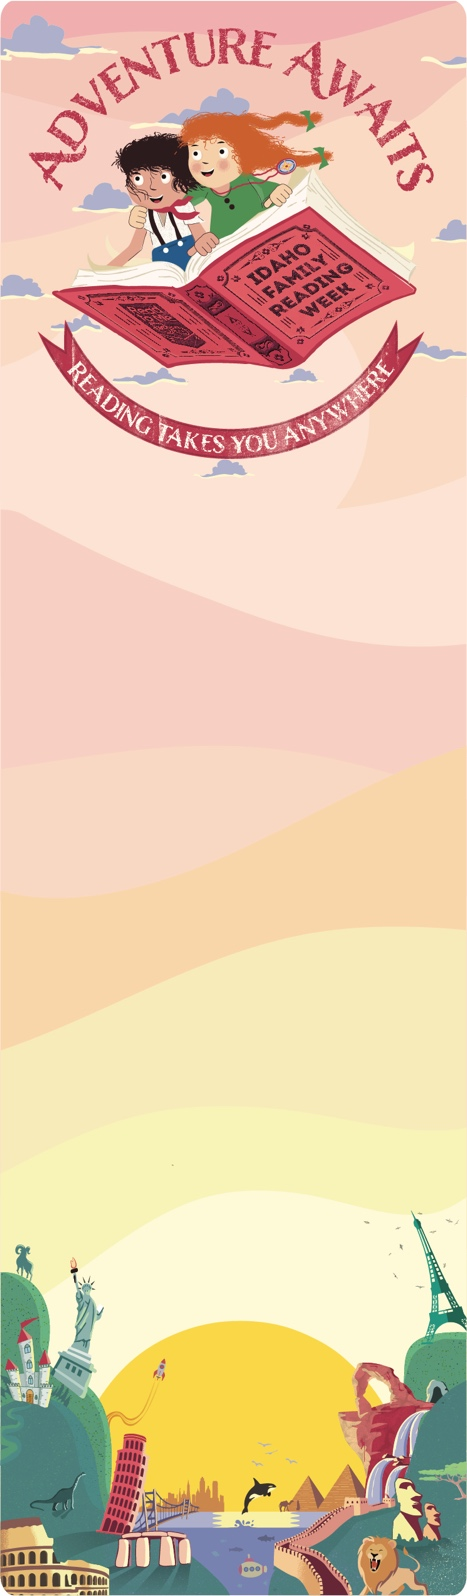 ADVENTURE AWAITS
IDAHO
FAMILY
READING
WEEK
READING TAKES YOU ANYWHERE